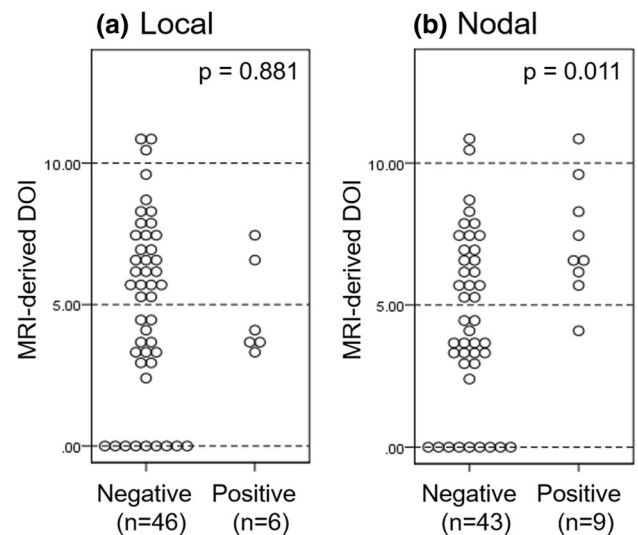 (a) Local
p = 0.881
MRI-derived DOI
10.00
5.00
.00
Negative Positive
(n=46) (n=6)
(b) Nodal
p = 0.011
MRI-derived DOI
10.00
5.00
.00
Negative Positive
(n=43) (n=9)